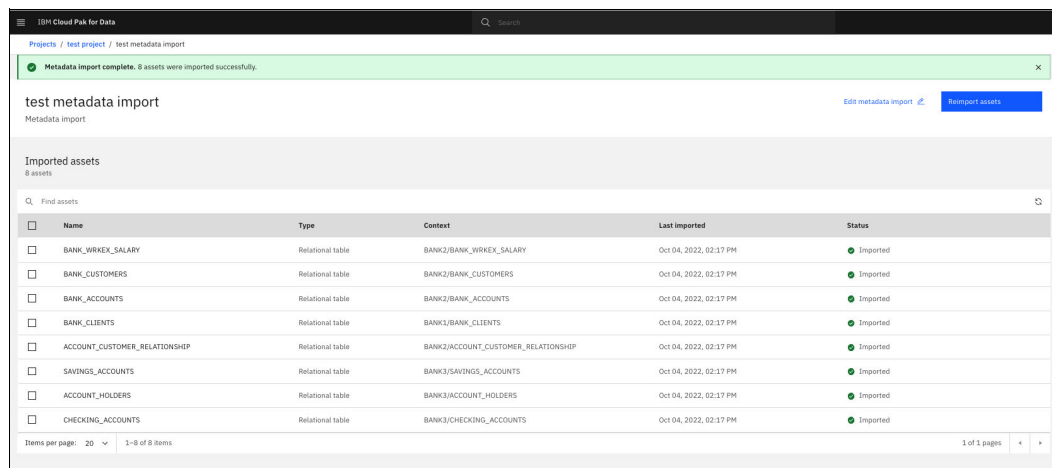 IBM Cloud Pak for Data
Search
Projects / test project / test metadata import
Metadata import complete. 8 assets were imported successfully.
test metadata import
Edit metadata import
Reimport assets
Metadata import
Imported assets
8 assets
Find assets
Name Type Context Last imported Status
BANK_WRKEX_SALARY Relational table BANK2/BANK_WRKEX_SALARY Oct 04, 2022, 02:17 PM Imported
BANK_CUSTOMERS Relational table BANK2/BANK_CUSTOMERS Oct 04, 2022, 02:17 PM Imported
BANK_ACCOUNTS Relational table BANK2/BANK_ACCOUNTS Oct 04, 2022, 02:17 PM Imported
BANK_CLIENTS Relational table BANK1/BANK_CLIENTS Oct 04, 2022, 02:17 PM Imported
ACCOUNT_CUSTOMER_RELATIONSHIP Relational table BANK2/ACCOUNT_CUSTOMER_RELATIONSHIP Oct 04, 2022, 02:17 PM Imported
SAVINGS_ACCOUNTS Relational table BANK3/SAVINGS_ACCOUNTS Oct 04, 2022, 02:17 PM Imported
ACCOUNT_HOLDERS Relational table BANK3/ACCOUNT_HOLDERS Oct 04, 2022, 02:17 PM Imported
CHECKING_ACCOUNTS Relational table BANK3/CHECKING_ACCOUNTS Oct 04, 2022, 02:17 PM Imported
Items per page: 20 1–8 of 8 items 1 of 1 pages